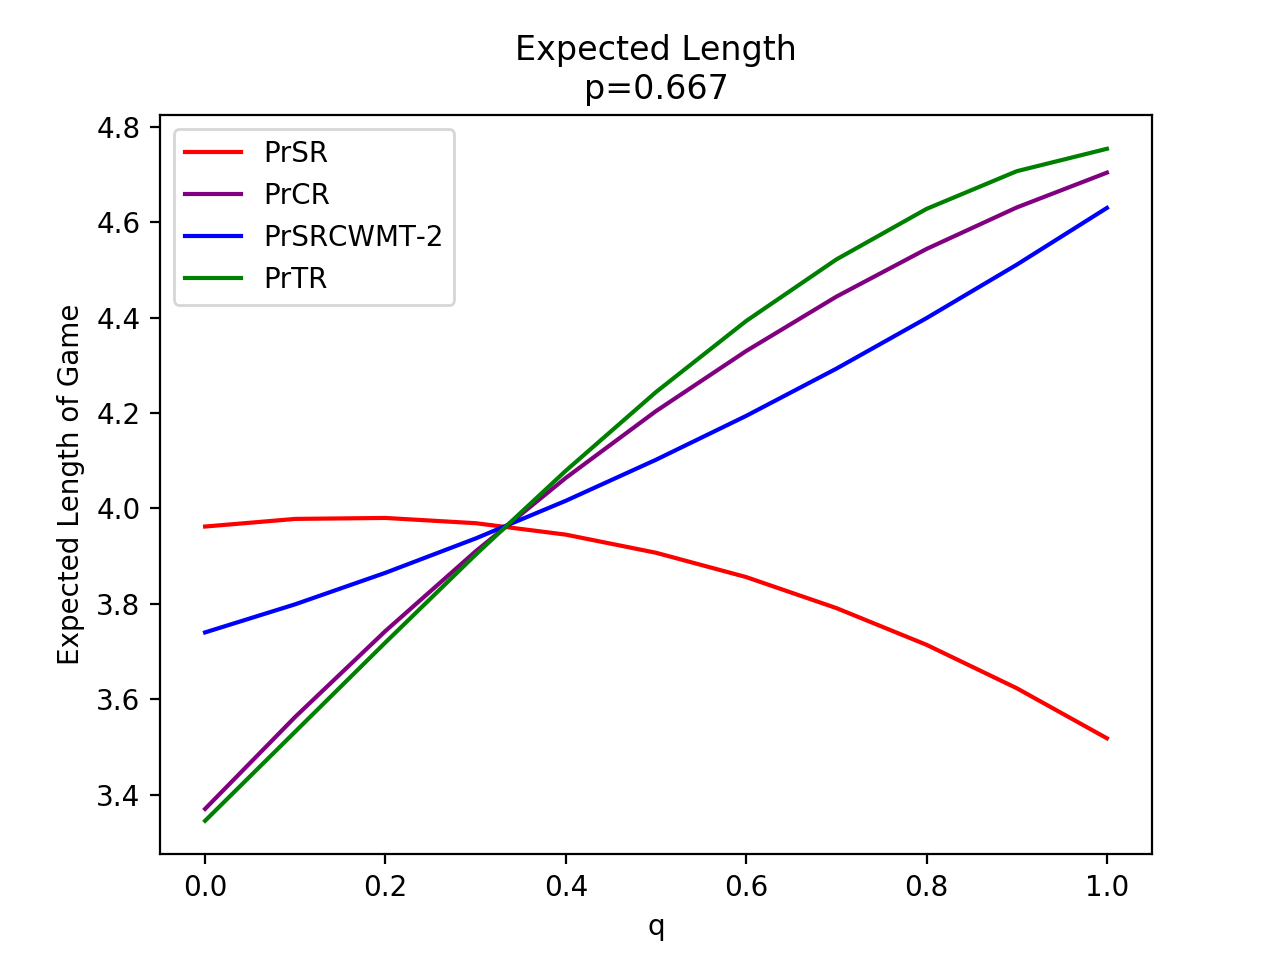 Expected Length
p=0.667
4.8
4.6
4.4
4.2
4.0
3.8
3.6
3.4
Expected Length of Game
PrSR
PrCR
PrSRCWMT-2
PrTR
0.0 0.2 0.4 0.6 0.8 1.0
q